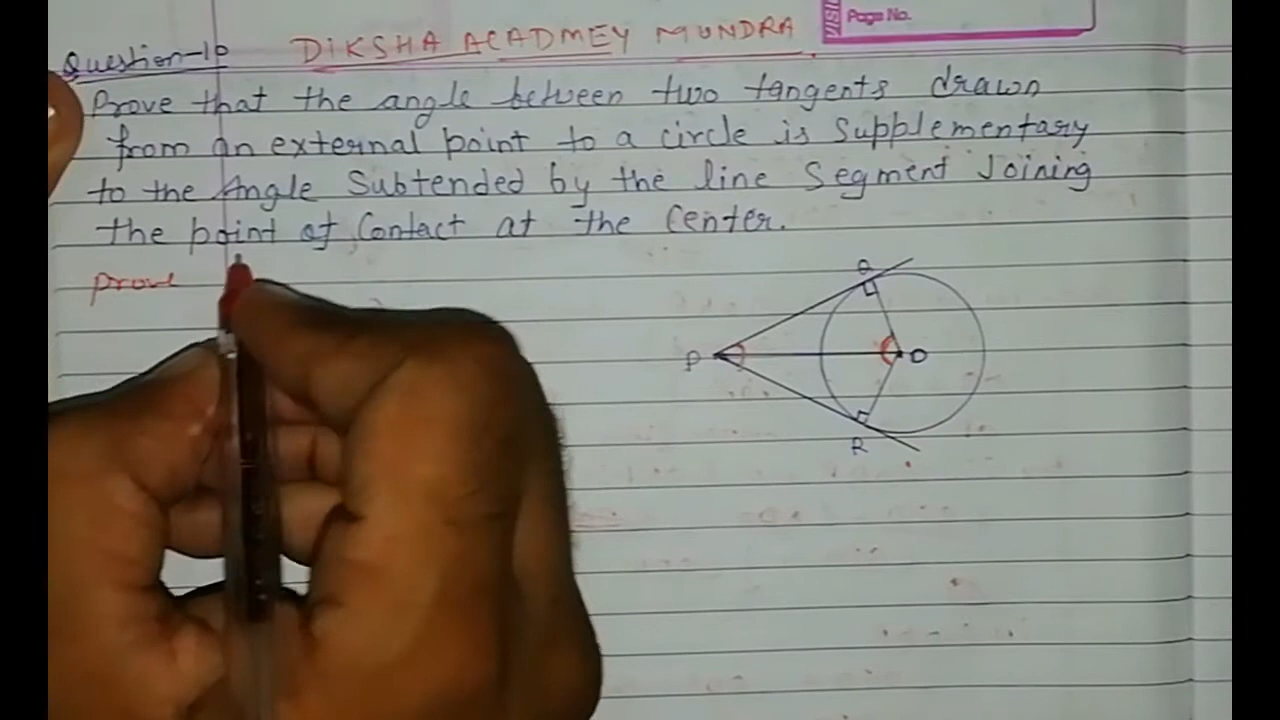 Page No.
Question-10
DIKSHA ACADMEY MUNDRA
Prove that the angle between two tangents drawn
from an external point to a circle is Supplementary
to the Angle Subtended by the line Segment Joining
the point of Contact at the Center.
Prove
Q
P
O
R